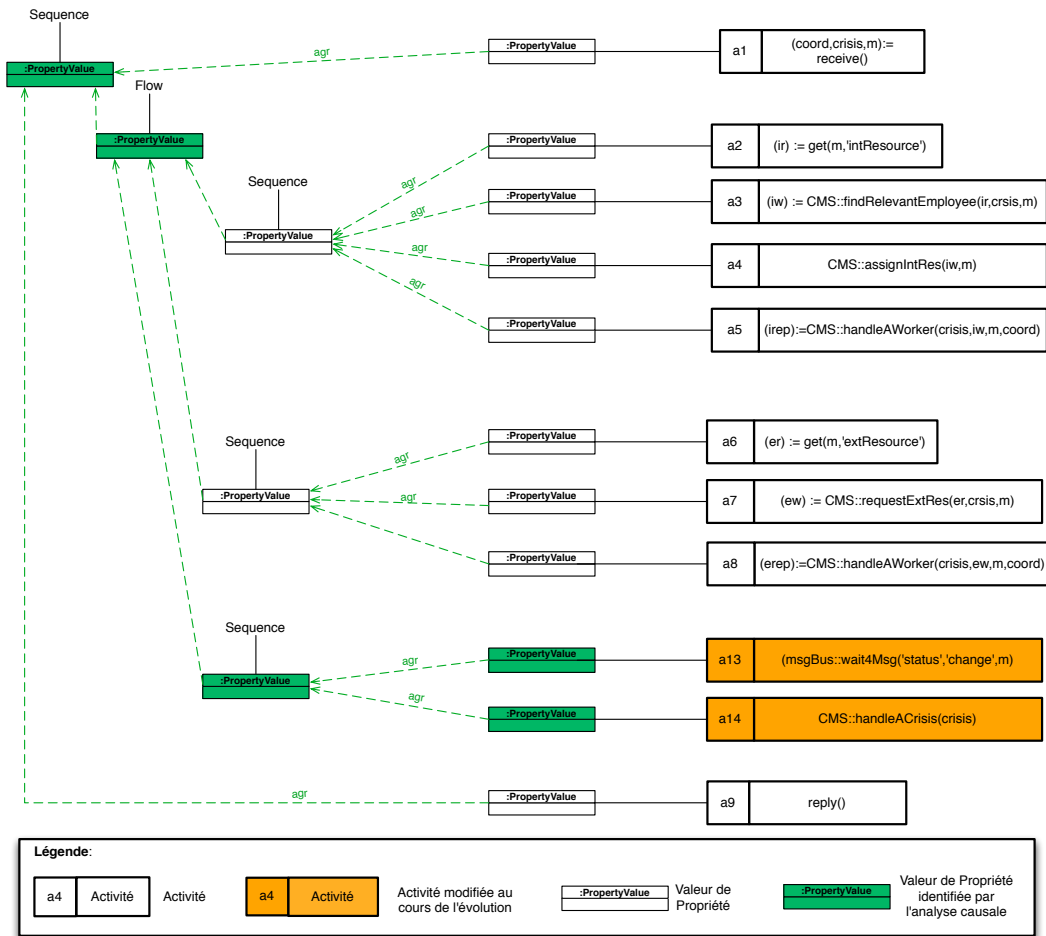 Sequence
:PropertyValue
agr
:PropertyValue
a1
(coord,crisis,m):=
receive()
Flow
:PropertyValue
agr
:PropertyValue
a2
(ir) := get(m,'intResource')
Sequence
:PropertyValue
agr
:PropertyValue
a3
(iw) := CMS::findRelevantEmployee(ir,crsis,m)
agr
:PropertyValue
a4
CMS::assignIntRes(iw,m)
agr
:PropertyValue
a5
(irep):=CMS::handleAWorker(crisis,iw,m,coord)
Sequence
:PropertyValue
agr
:PropertyValue
a6
(er) := get(m,'extResource')
agr
:PropertyValue
a7
(ew) := CMS::requestExtRes(er,crsis,m)
agr
:PropertyValue
a8
(erep):=CMS::handleAWorker(crisis,ew,m,coord)
Sequence
:PropertyValue
agr
:PropertyValue
a13
(msgBus::wait4Msg('status','change',m)
agr
:PropertyValue
a14
CMS::handleACrisis(crisis)
agr
:PropertyValue
a9
reply()
Légende:
a4
Activité
Activité
a4
Activité
Activité modifiée au
cours de l'évolution
:PropertyValue
Valeur de
Propriété
:PropertyValue
Valeur de Propriété
identifiée par
l'analyse causale